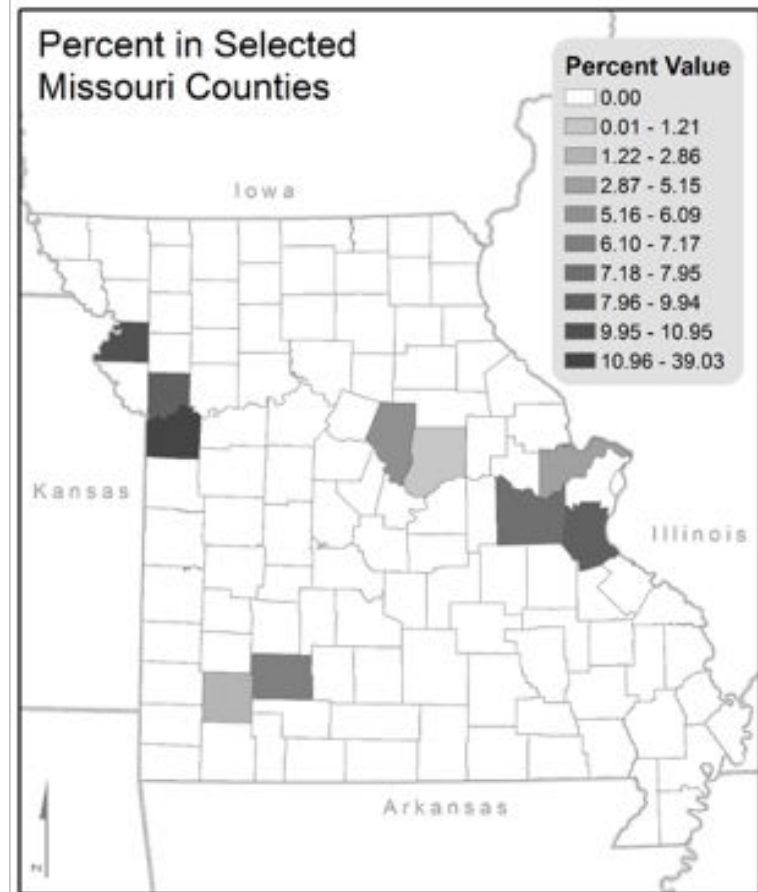 Percent in Selected
Missouri Counties
Percent Value
0.00
0.01 - 1.21
1.22 - 2.86
2.87 - 5.15
5.16 - 6.09
6.10 - 7.17
7.18 - 7.95
7.96 - 9.94
9.95 - 10.95
10.96 - 39.03
Iowa
Kansas
Illinois
Arkansas
N